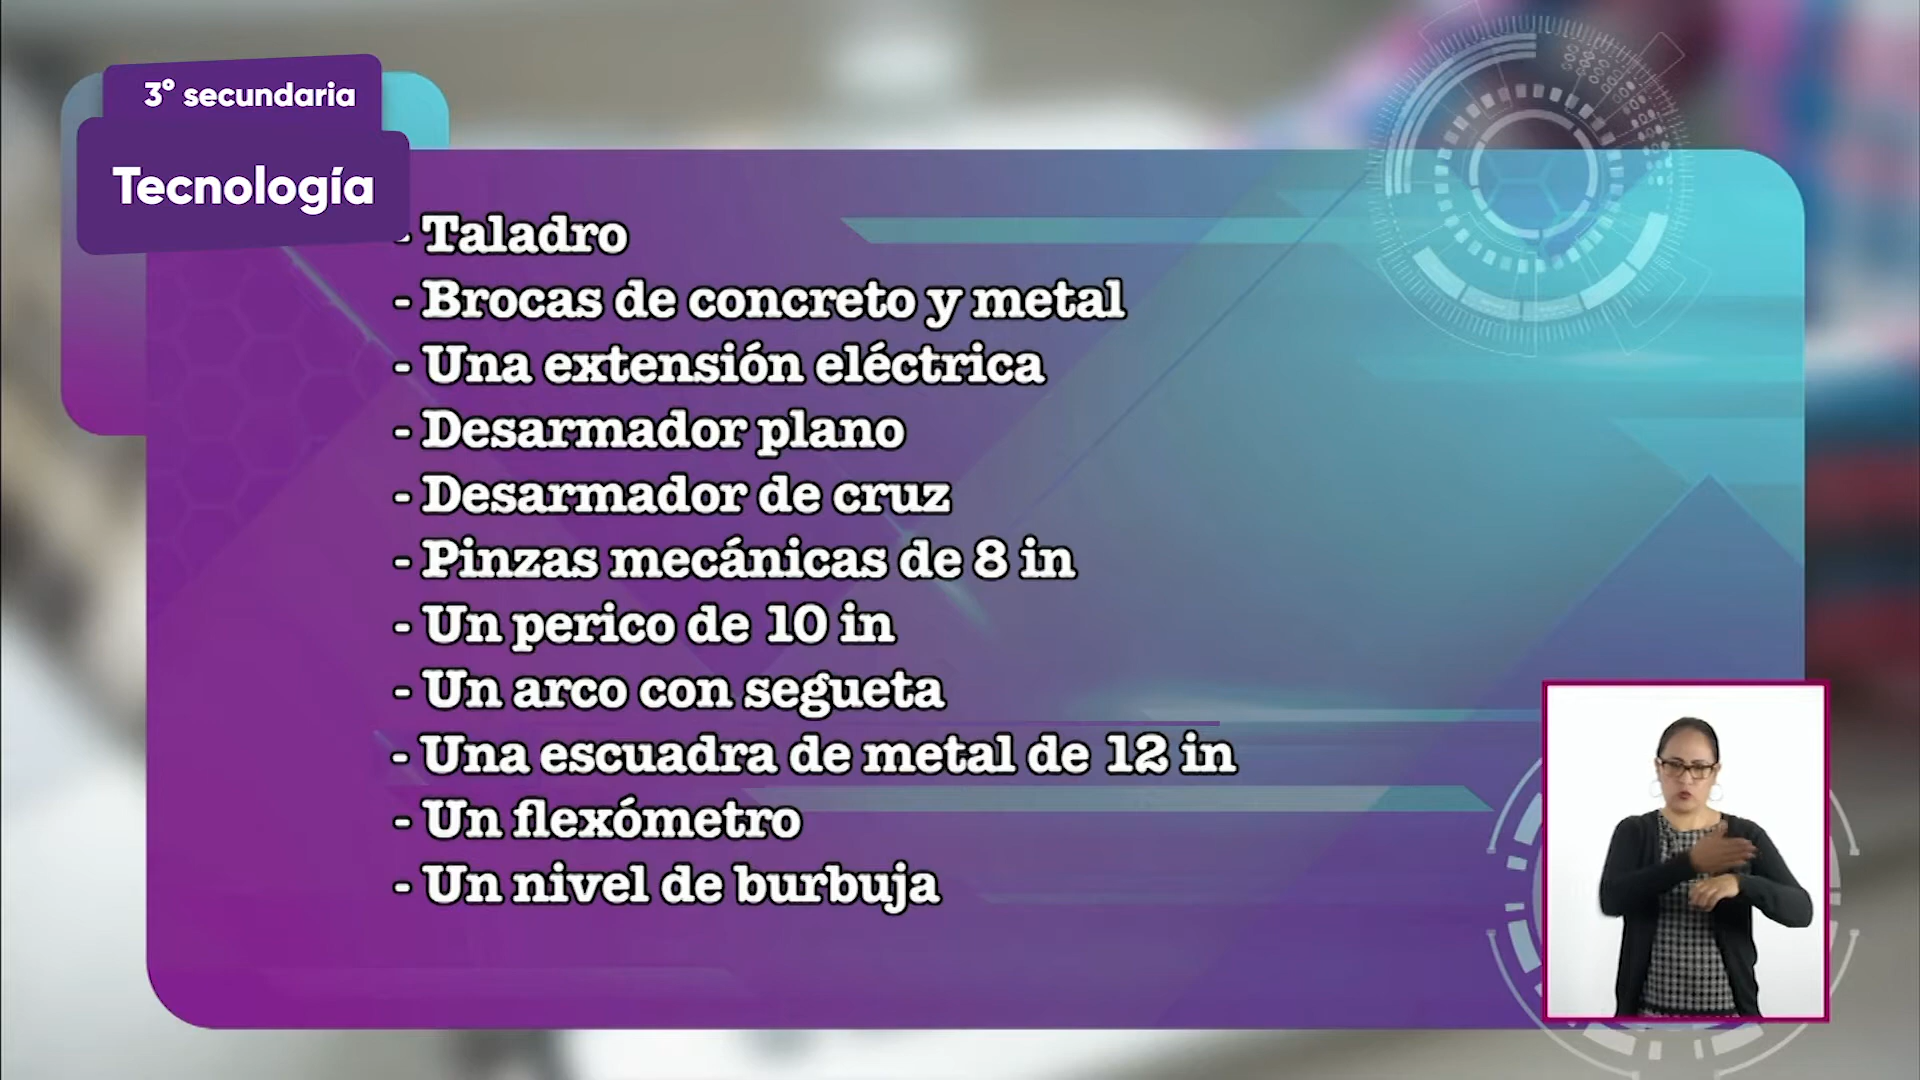 3° secundaria
Tecnología
- Taladro
- Brocas de concreto y metal
- Una extensión eléctrica
- Desarmador plano
- Desarmador de cruz
- Pinzas mecánicas de 8 in
- Un perico de 10 in
- Un arco con segueta
- Una escuadra de metal de 12 in
- Un flexómetro
- Un nivel de burbuja